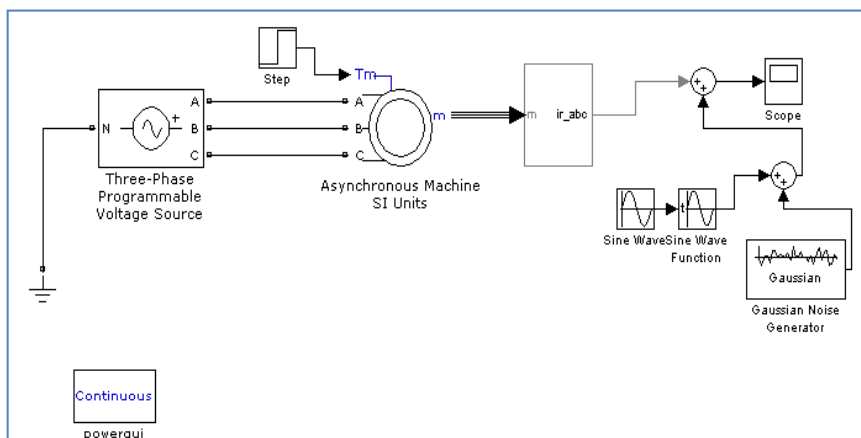 Step
Tm
A
B
C
N
+
A
B
C
m
Three-Phase
Programmable
Voltage Source
Asynchronous Machine
SI Units
m
ir_abc
+
+
Scope
+
+
t
Sine Wave
Sine Wave
Function
Gaussian
Gaussian Noise
Generator
Continuous
powergui